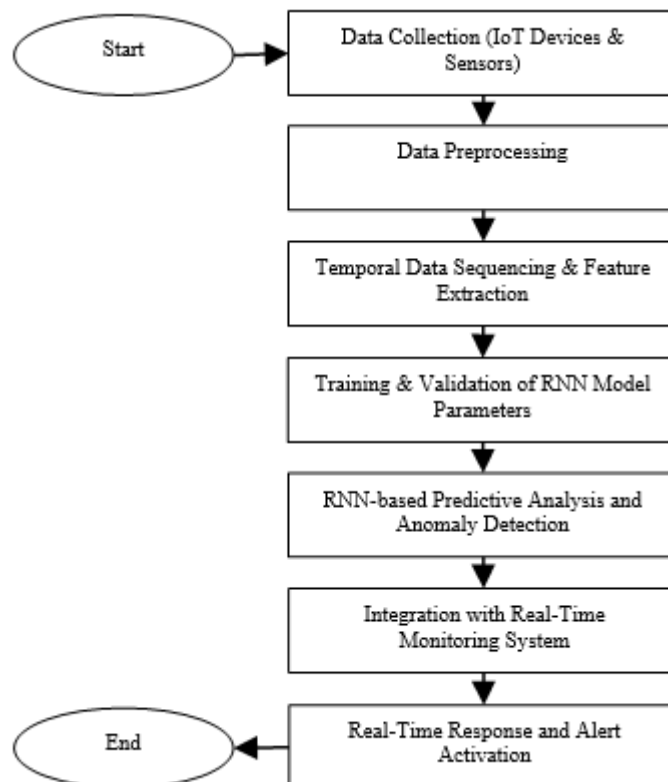 Start
Data Collection (IoT Devices &
Sensors)
Data Preprocessing
Temporal Data Sequencing & Feature
Extraction
Training & Validation of RNN Model
Parameters
RNN-based Predictive Analysis and
Anomaly Detection
Integration with Real-Time
Monitoring System
Real-Time Response and Alert
Activation
End